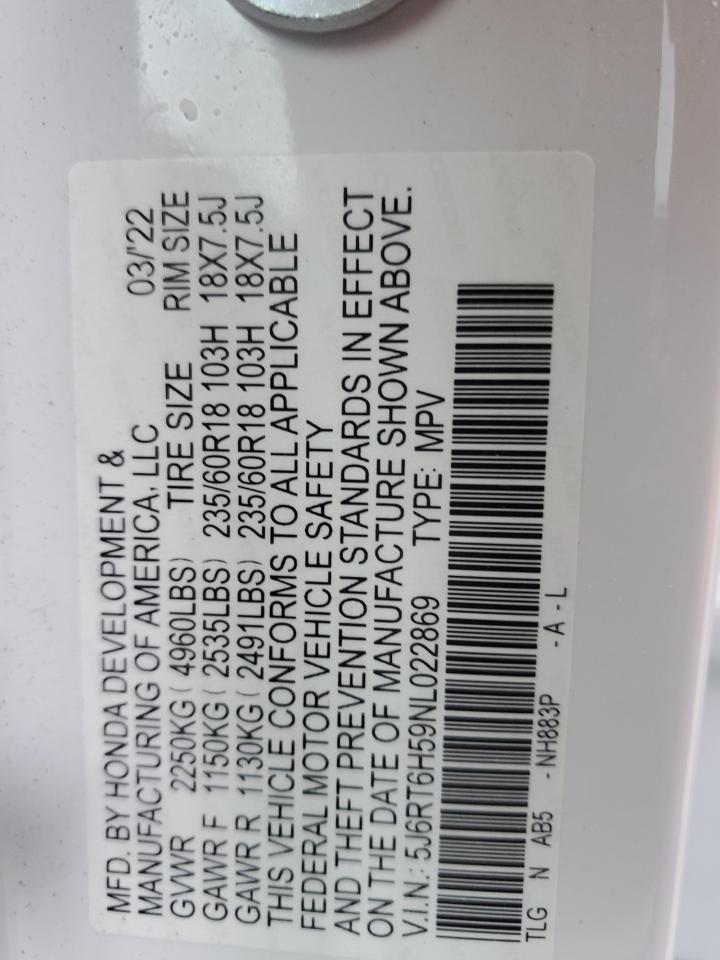 MFD. BY HONDA DEVELOPMENT &
MANUFACTURING OF AMERICA, LLC 03/'22
GVWR 2250KG ( 4960LBS) TIRE SIZE RIM SIZE
GAWR F 1150KG ( 2535LBS) 235/60R18 103H 18X7.5J
GAWR R 1130KG ( 2491LBS) 235/60R18 103H 18X7.5J
THIS VEHICLE CONFORMS TO ALL APPLICABLE
FEDERAL MOTOR VEHICLE SAFETY
AND THEFT PREVENTION STANDARDS IN EFFECT
ON THE DATE OF MANUFACTURE SHOWN ABOVE.
V.I.N.: 5J6RT6H59NL022869 TYPE: MPV
TLG N AB5 - NH883P - A - L